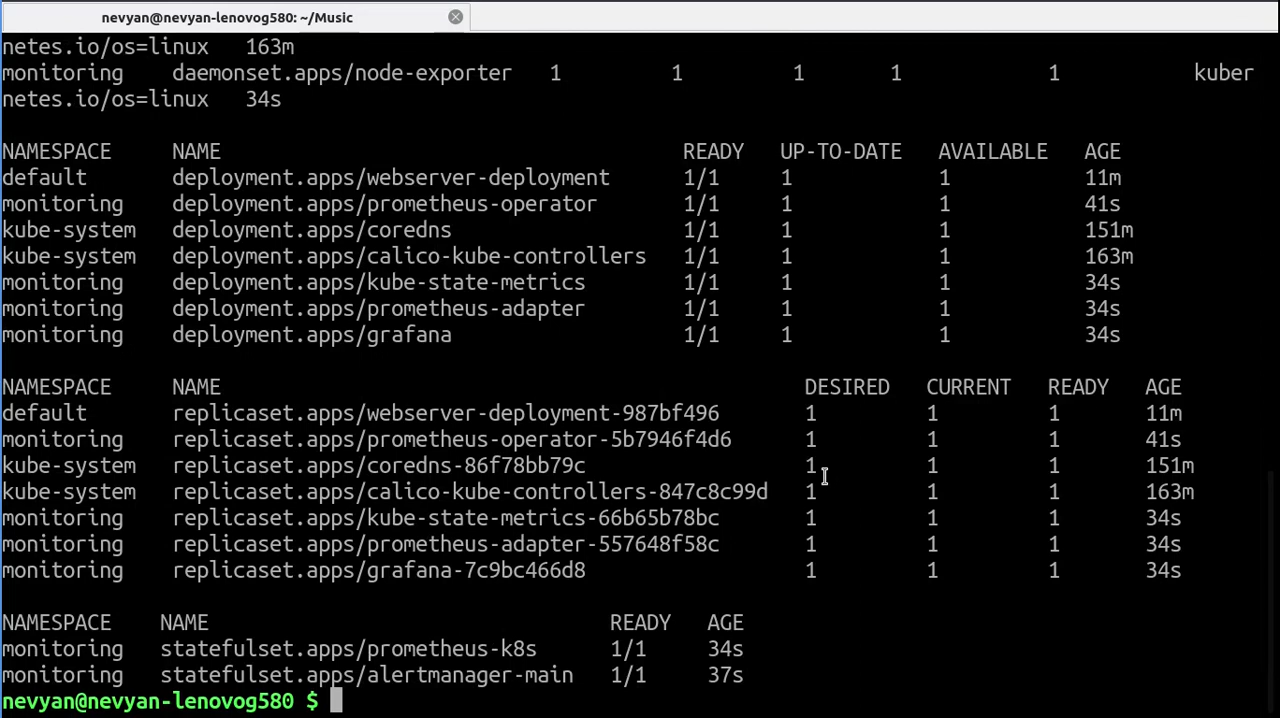 nevyan@nevyan-lenovog580: ~/Music
netes.io/os=linux   163m
monitoring    daemonset.apps/node-exporter   1         1         1       1            1           kuber
netes.io/os=linux   34s
NAMESPACE     NAME                                      READY   UP-TO-DATE   AVAILABLE   AGE
default       deployment.apps/webserver-deployment      1/1     1            1           11m
monitoring    deployment.apps/prometheus-operator       1/1     1            1           41s
kube-system   deployment.apps/coredns                   1/1     1            1           151m
kube-system   deployment.apps/calico-kube-controllers   1/1     1            1           163m
monitoring    deployment.apps/kube-state-metrics        1/1     1            1           34s
monitoring    deployment.apps/prometheus-adapter        1/1     1            1           34s
monitoring    deployment.apps/grafana                   1/1     1            1           34s
NAMESPACE     NAME                                                DESIRED   CURRENT   READY   AGE
default       replicaset.apps/webserver-deployment-987bf496       1         1         1       11m
monitoring    replicaset.apps/prometheus-operator-5b7946f4d6      1         1         1       41s
kube-system   replicaset.apps/coredns-86f78bb79c                  1         1         1       151m
kube-system   replicaset.apps/calico-kube-controllers-847c8c99d   1         1         1       163m
monitoring    replicaset.apps/kube-state-metrics-66b65b78bc       1         1         1       34s
monitoring    replicaset.apps/prometheus-adapter-557648f58c       1         1         1       34s
monitoring    replicaset.apps/grafana-7c9bc466d8                  1         1         1       34s
NAMESPACE    NAME                                 READY   AGE
monitoring   statefulset.apps/prometheus-k8s      1/1     34s
monitoring   statefulset.apps/alertmanager-main   1/1     37s
nevyan@nevyan-lenovog580 $